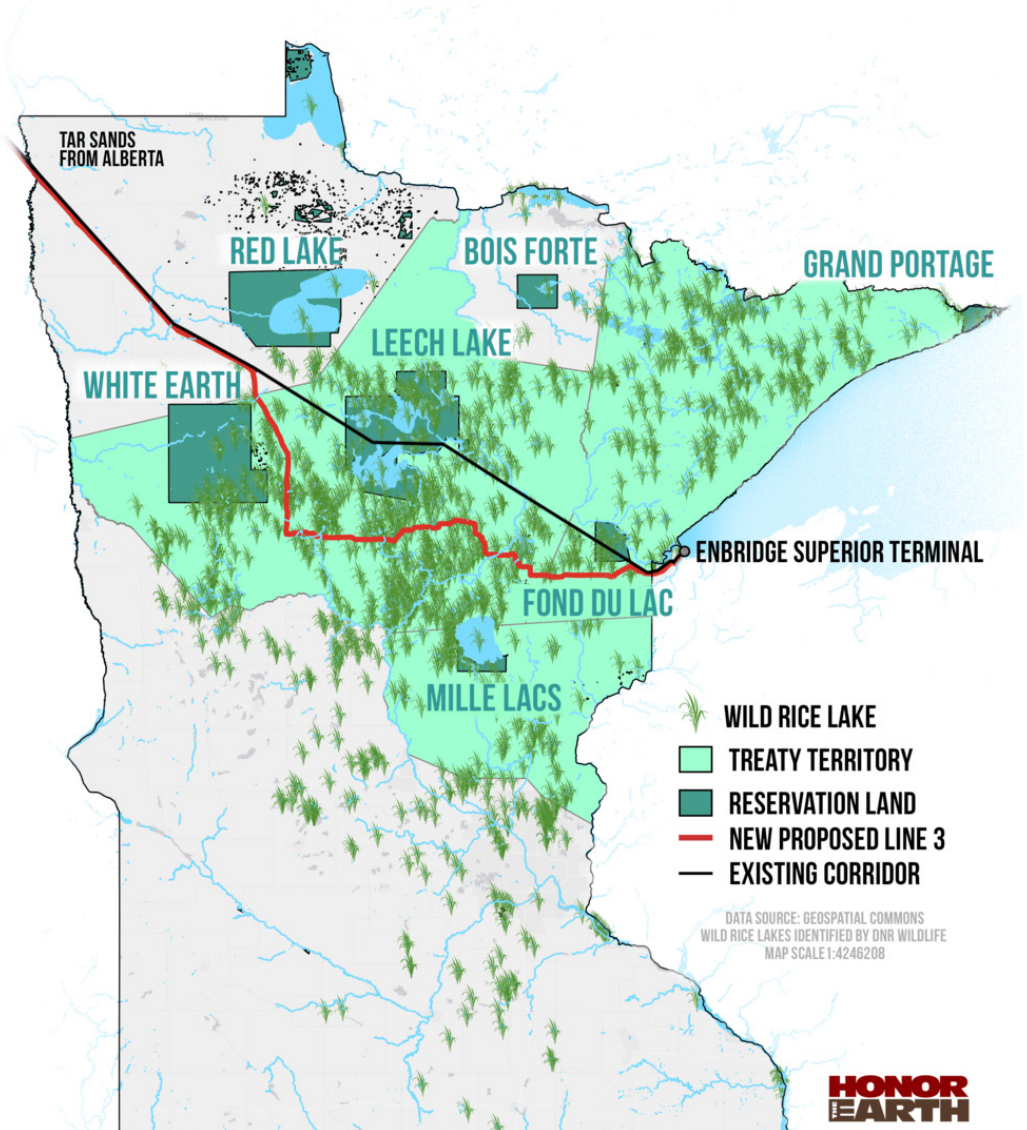 TAR SANDS
FROM ALBERTA
RED LAKE
BOIS FORTE
GRAND PORTAGE
LEECH LAKE
WHITE EARTH
ENBRIDGE SUPERIOR TERMINAL
FOND DU LAC
MILLE LACS
WILD RICE LAKE
TREATY TERRITORY
RESERVATION LAND
NEW PROPOSED LINE 3
EXISTING CORRIDOR
DATA SOURCE: GEOSPATIAL COMMONS
WILD RICE LAKES IDENTIFIED BY DNR WILDLIFE
MAP SCALE 1:4246208
HONOR
THE EARTH